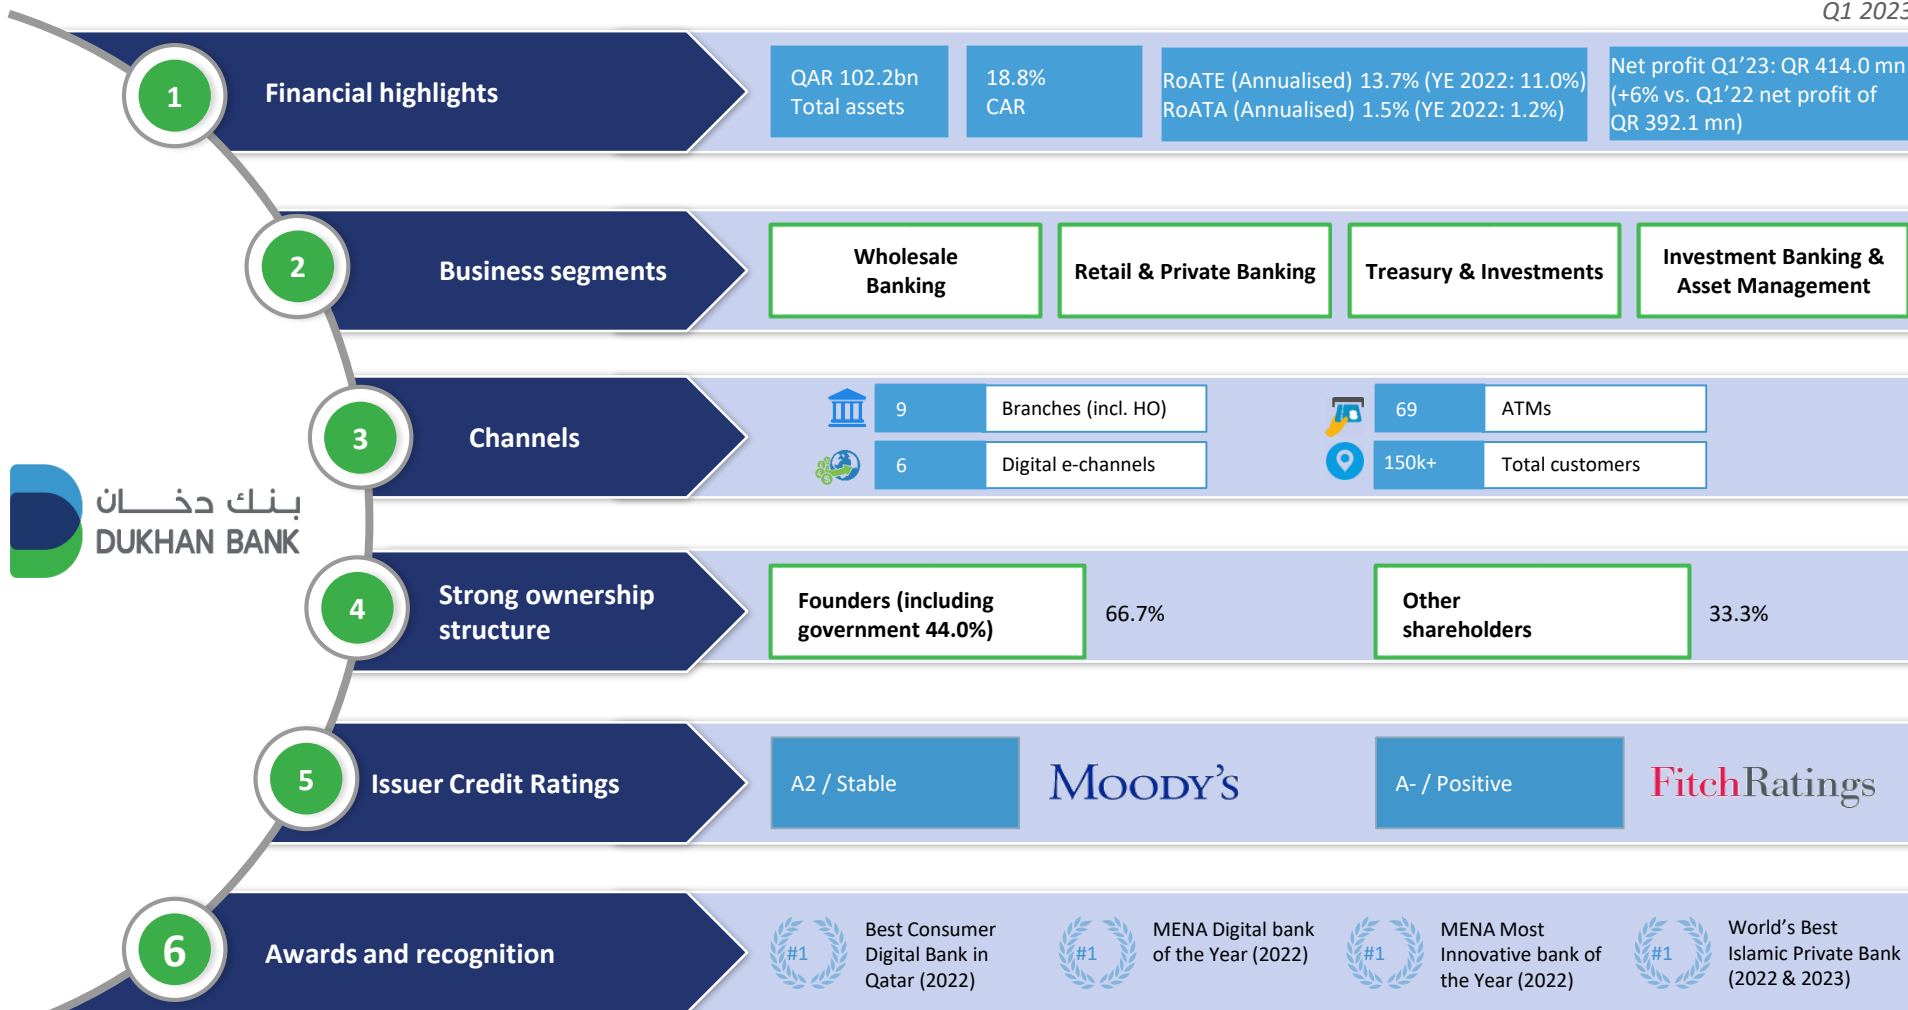 Q1 2023
1
Financial highlights
QAR 102.2bn
Total assets
18.8%
CAR
RoATE (Annualised) 13.7% (YE 2022: 11.0%)
RoATA (Annualised) 1.5% (YE 2022: 1.2%)
Net profit Q1’23: QR 414.0 mn
(+6% vs. Q1’22 net profit of
QR 392.1 mn)
2
Business segments
Wholesale
Banking
Retail & Private Banking
Treasury & Investments
Investment Banking &
Asset Management
3
Channels
9
Branches (incl. HO)
69
ATMs
6
Digital e-channels
150k+
Total customers
بنك دخان
DUKHAN BANK
4
Strong ownership
structure
Founders (including
government 44.0%)
66.7%
Other
shareholders
33.3%
5
Issuer Credit Ratings
A2 / Stable
MOODY’S
A- / Positive
FitchRatings
6
Awards and recognition
#1
Best Consumer
Digital Bank in
Qatar (2022)
#1
MENA Digital bank
of the Year (2022)
#1
MENA Most
Innovative bank of
the Year (2022)
#1
World’s Best
Islamic Private Bank
(2022 & 2023)